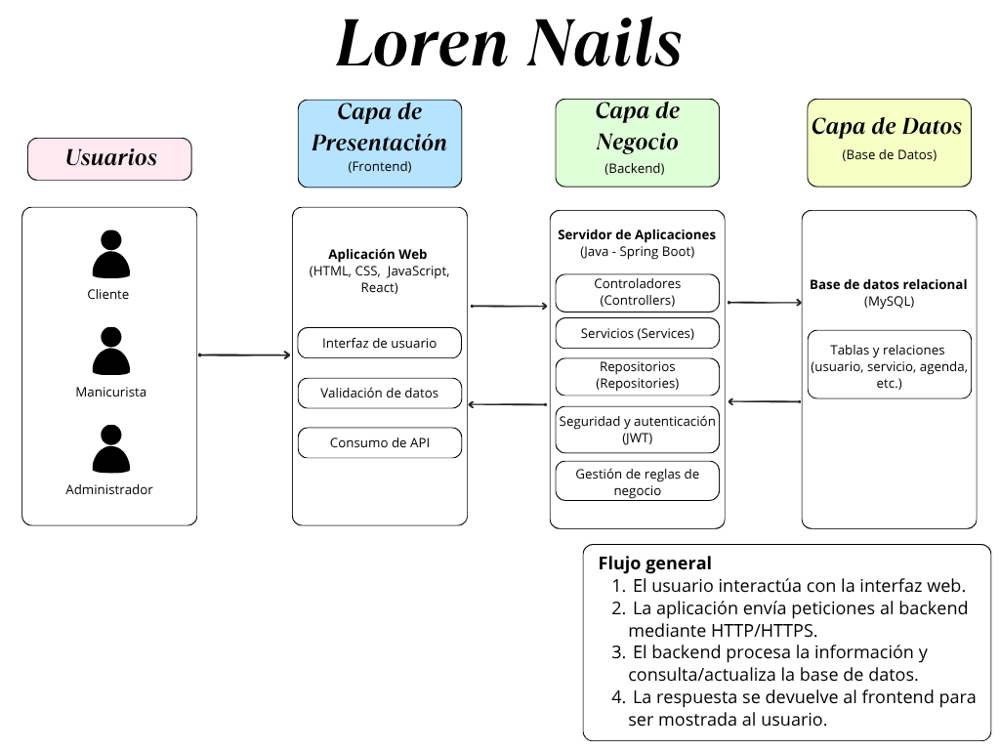 Loren Nails
Usuarios
Cliente
Manicurista
Administrador
Capa de
Presentación
(Frontend)
Aplicación Web
(HTML, CSS, JavaScript,
React)
Interfaz de usuario
Validación de datos
Consumo de API
Capa de
Negocio
(Backend)
Servidor de Aplicaciones
(Java - Spring Boot)
Controladores
(Controllers)
Servicios (Services)
Repositorios
(Repositories)
Seguridad y autenticación
(JWT)
Gestión de reglas de
negocio
Capa de Datos
(Base de Datos)
Base de datos relacional
(MySQL)
Tablas y relaciones
(usuario, servicio, agenda,
etc.)
Flujo general
1. El usuario interactúa con la interfaz web.
2. La aplicación envía peticiones al backend
mediante HTTP/HTTPS.
3. El backend procesa la información y
consulta/actualiza la base de datos.
4. La respuesta se devuelve al frontend para
ser mostrada al usuario.